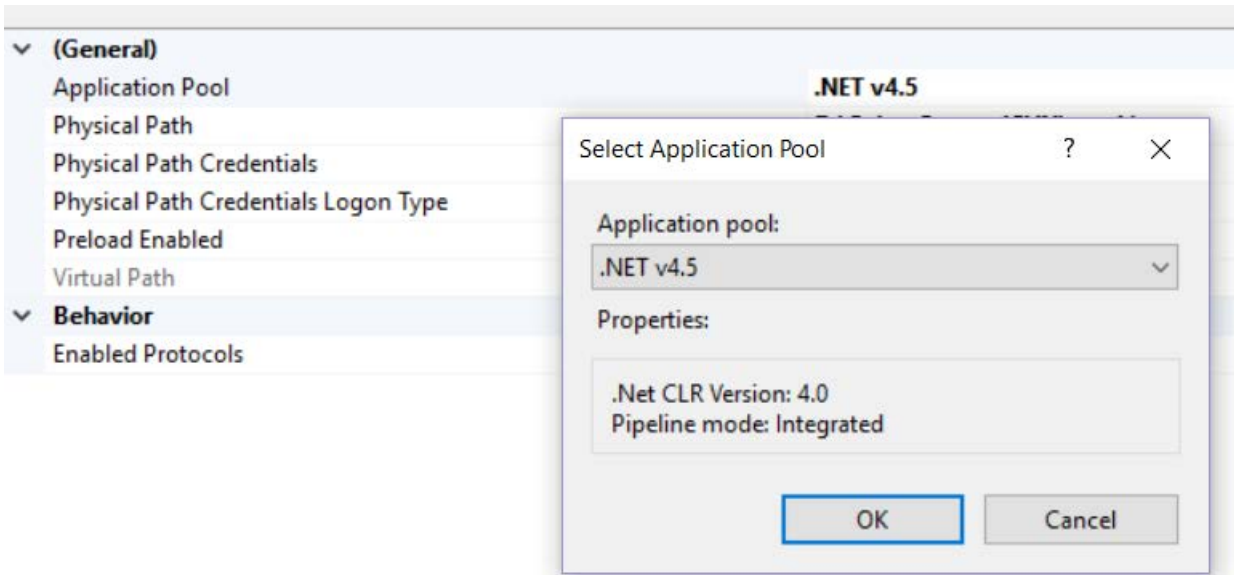 (General)
Application Pool .NET v4.5
Physical Path
Physical Path Credentials
Physical Path Credentials Logon Type
Preload Enabled
Virtual Path
Behavior
Enabled Protocols
Select Application Pool ?
Application pool:
.NET v4.5
Properties:
.Net CLR Version: 4.0
Pipeline mode: Integrated
OK Cancel